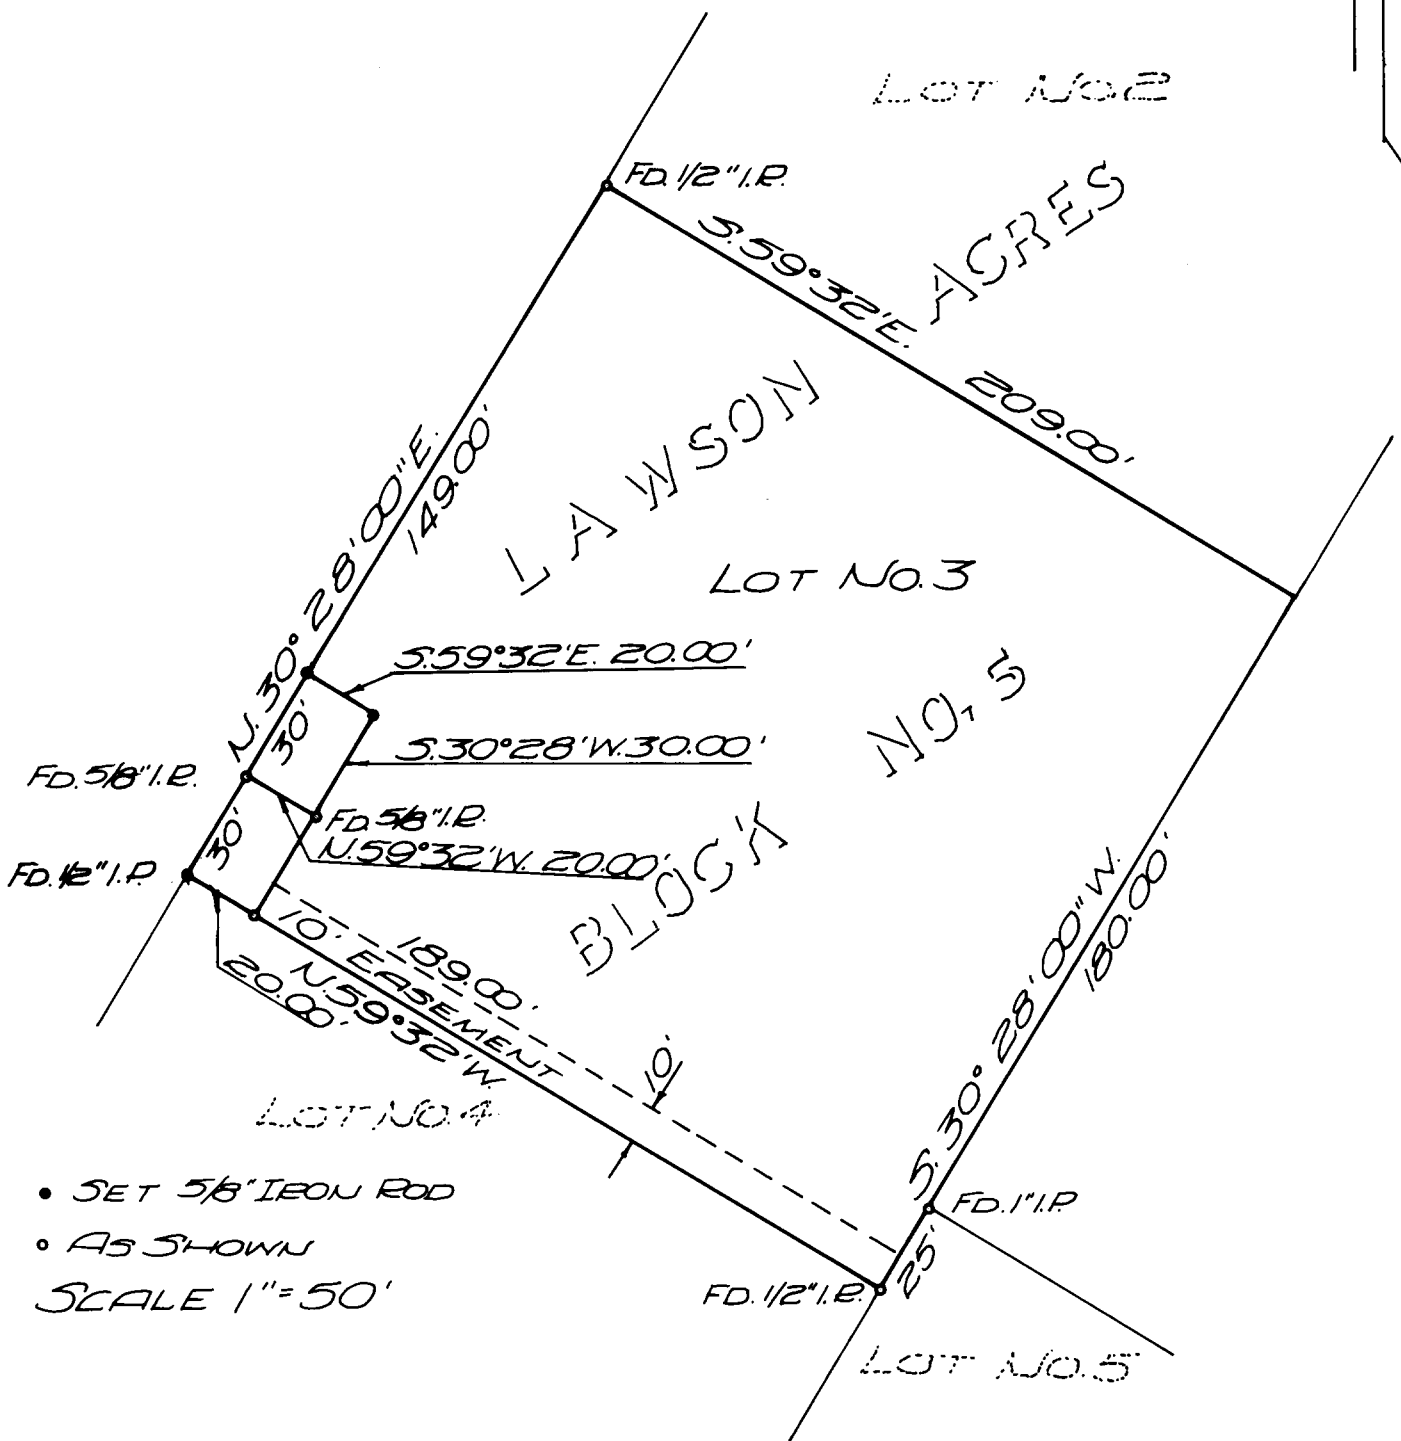 LOT NO.2
FD. 1/2" I.R.
ACRES
S.59°32'E.
209.00'
LAWSON
N. 30° 28' 00" E.
149.00'
LOT NO.3
S.59°32'E. 20.00'
NO. 5
30'
S.30°28'W. 30.00'
FD. 5/8" I.R.
FD. 5/8" I.R.
30'
N.59°32'W. 20.00'
BLOCK
FD. 1/2" I.P.
10' EASEMENT
189.00'
20.00'
N.59°32'W.
10'
S. 30° 28' 00" W.
180.00'
LOT NO.4
• SET 5/8" IRON ROD
FD. 1" I.P.
° AS SHOWN
25'
SCALE 1"=50'
FD. 1/2" I.R.
LOT NO.5